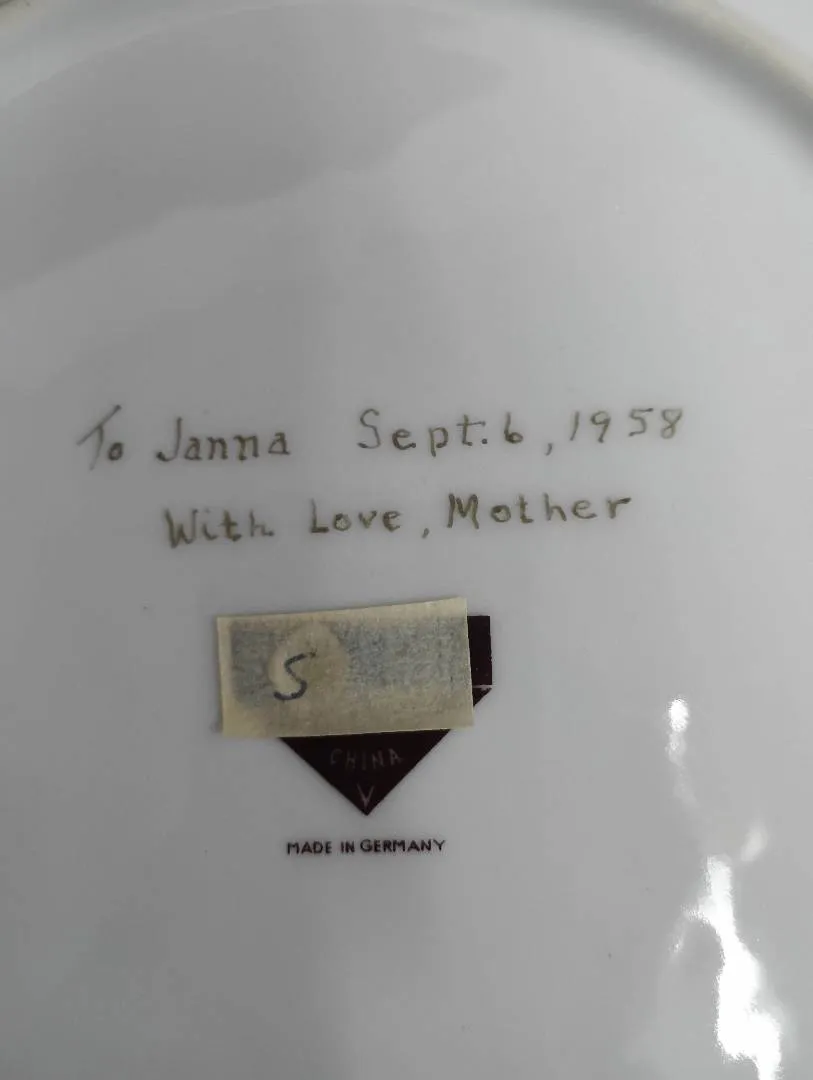 To Janna Sept. 6, 1958
With Love, Mother
S
CHINA
V
MADE IN GERMANY